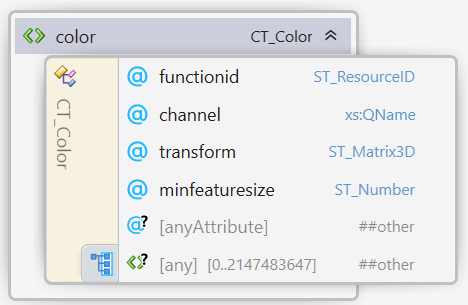 color CT_Color
CT_Color
@ functionid ST_ResourceID
@ channel xs:QName
@ transform ST_Matrix3D
@ minfeaturesize ST_Number
@? [anyAttribute] ##other
<>? [any] [0..2147483647] ##other